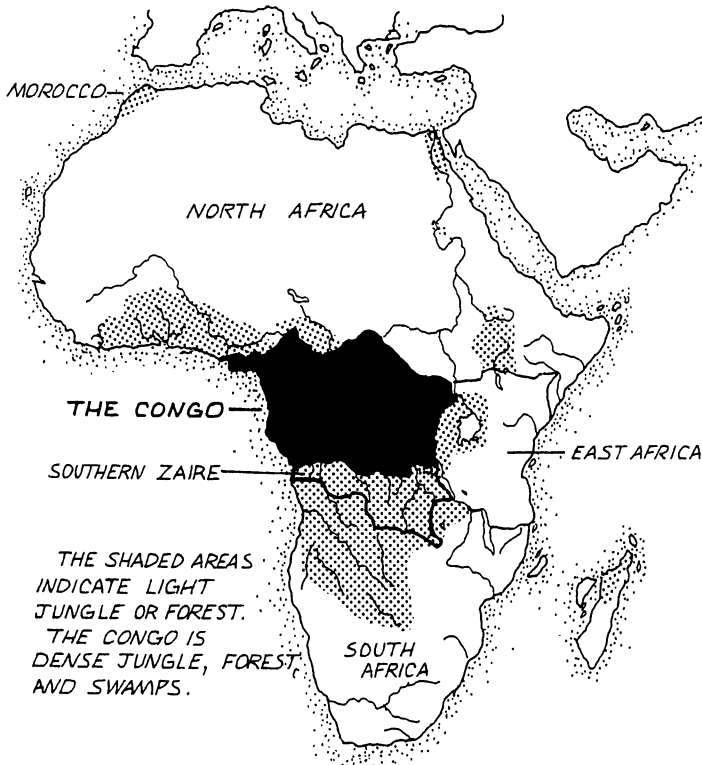 MOROCCO
NORTH AFRICA
THE CONGO
EAST AFRICA
SOUTHERN ZAIRE
THE SHADED AREAS
INDICATE LIGHT
JUNGLE OR FOREST.
THE CONGO IS
DENSE JUNGLE, FOREST,
AND SWAMPS.
SOUTH
AFRICA